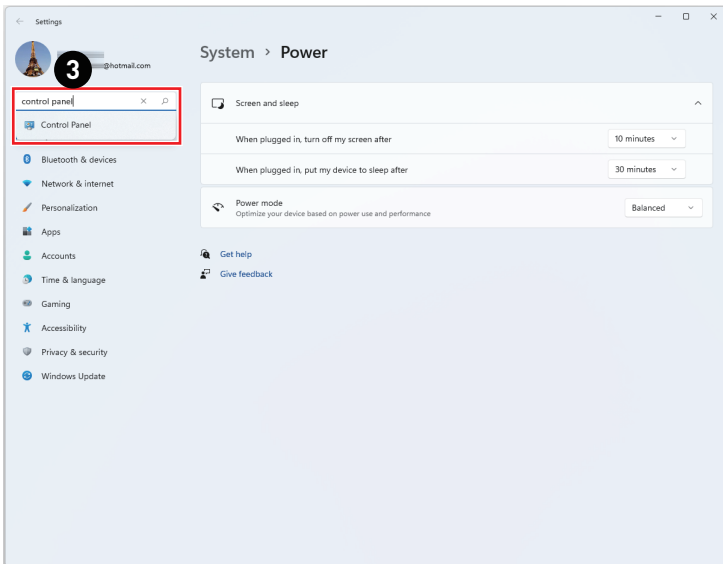 Settings
@hotmail.com
3
System > Power
control panel
Control Panel
Bluetooth & devices
Network & internet
Personalization
Apps
Accounts
Time & language
Gaming
Accessibility
Privacy & security
Windows Update
Screen and sleep
When plugged in, turn off my screen after 10 minutes
When plugged in, put my device to sleep after 30 minutes
Power mode
Optimize your device based on power use and performance
Balanced
Get help
Give feedback